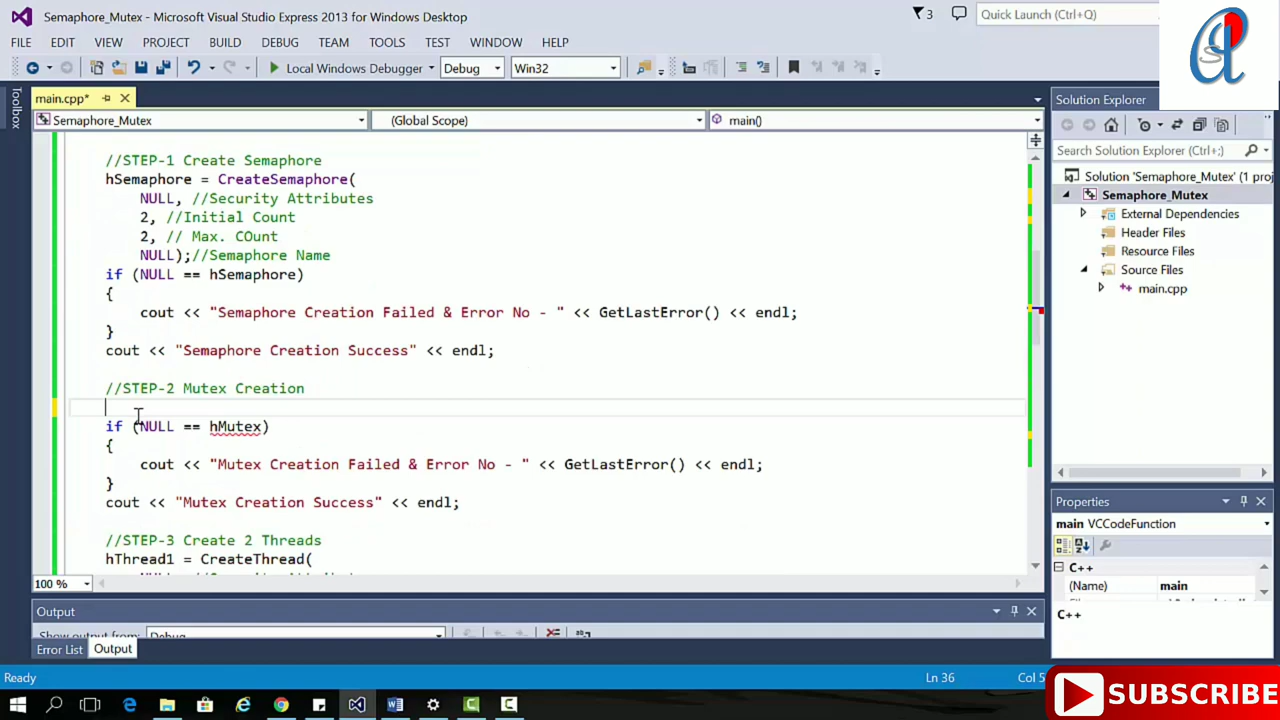 Semaphore_Mutex - Microsoft Visual Studio Express 2013 for Windows Desktop
3
Quick Launch (Ctrl+Q)
FILE EDIT VIEW PROJECT BUILD DEBUG TEAM TOOLS TEST WINDOW HELP
Local Windows Debugger Debug Win32
Toolbox
main.cpp*
Semaphore_Mutex (Global Scope) main()
//STEP-1 Create Semaphore
hSemaphore = CreateSemaphore(
NULL, //Security Attributes
2, //Initial Count
2, // Max. COunt
NULL);//Semaphore Name
if (NULL == hSemaphore)
{
cout << "Semaphore Creation Failed & Error No - " << GetLastError() << endl;
}
cout << "Semaphore Creation Success" << endl;
//STEP-2 Mutex Creation
if (NULL == hMutex)
{
cout << "Mutex Creation Failed & Error No - " << GetLastError() << endl;
}
cout << "Mutex Creation Success" << endl;
//STEP-3 Create 2 Threads
hThread1 = CreateThread(
100 %
Output
Show output from: Debug
Error List Output
Solution Explorer
Search Solution Explorer (Ctrl+;)
Solution 'Semaphore_Mutex' (1 proj
Semaphore_Mutex
External Dependencies
Header Files
Resource Files
Source Files
main.cpp
Properties
main VCCodeFunction
C++
(Name) main
C++
Ready Ln 36 Col 5
SUBSCRIBE